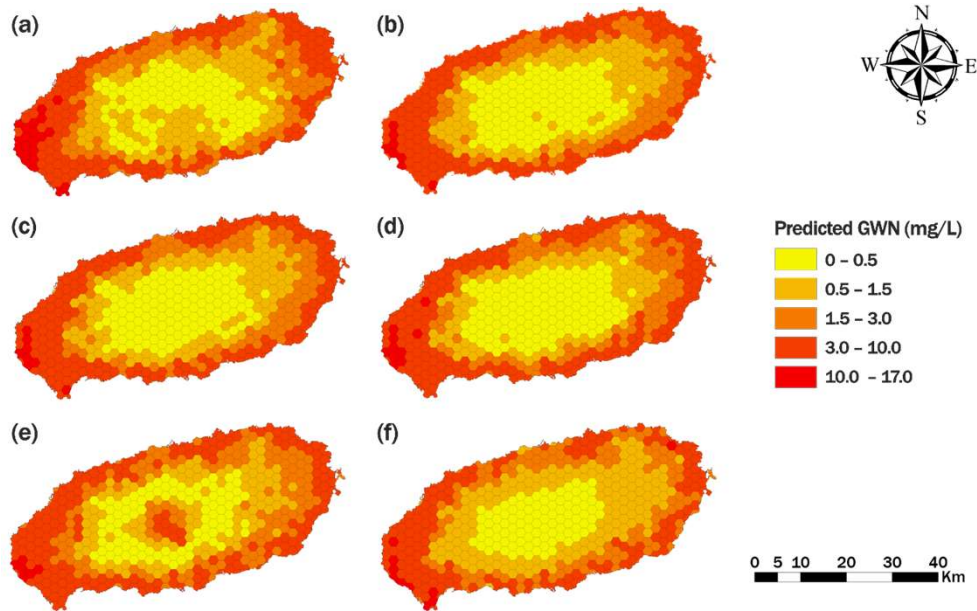 (a)
(b)
N
W
E
S
(c)
(d)
Predicted GWN (mg/L)
0 – 0.5
0.5 – 1.5
1.5 – 3.0
3.0 – 10.0
10.0 – 17.0
(e)
(f)
0 5 10 20 30 40
Km